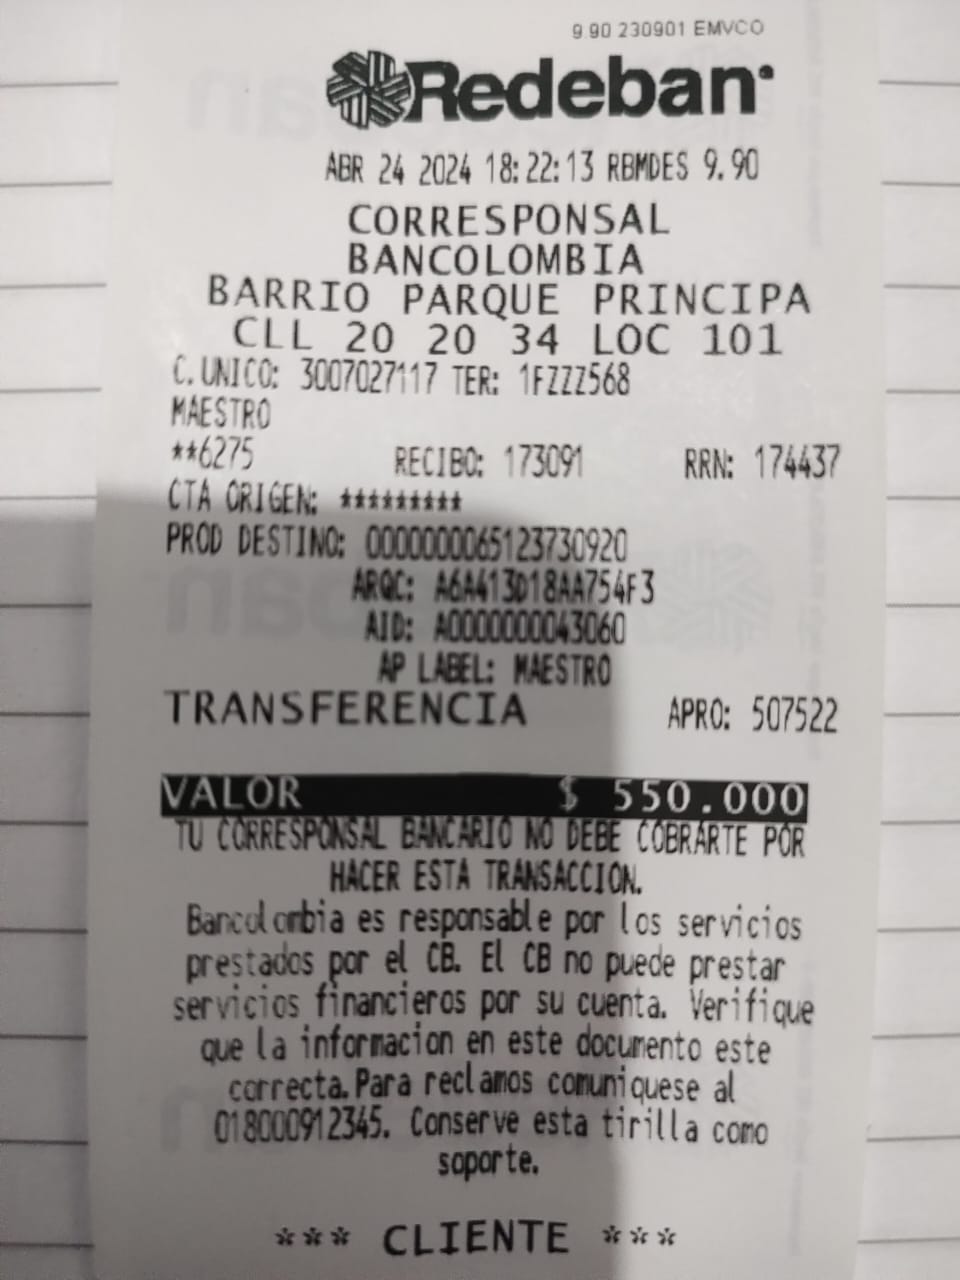 9.90 230901 EMVCO
Redeban
ABR 24 2024 18:22:13 RBMDES 9.90
CORRESPONSAL
BANCOLOMBIA
BARRIO PARQUE PRINCIPA
CLL 20 20 34 LOC 101
C. UNICO: 3007027117 TER: 1FZZZ568
MAESTRO
**6275 RECIBO: 173091 RRN: 174437
CTA ORIGEN: *********
PROD DESTINO: 0000000065123730920
ARQC: A6A413D18AA754F3
AID: A0000000043060
AP LABEL: MAESTRO
TRANSFERENCIA APRO: 507522
VALOR $ 550.000
TU CORRESPONSAL BANCARIO NO DEBE COBRARTE POR
HACER ESTA TRANSACCION.
Bancolombia es responsable por los servicios
prestados por el CB. El CB no puede prestar
servicios financieros por su cuenta. Verifique
que la informacion en este documento este
correcta. Para reclamos comuniquese al
018000912345. Conserve esta tirilla como
soporte.
*** CLIENTE ***